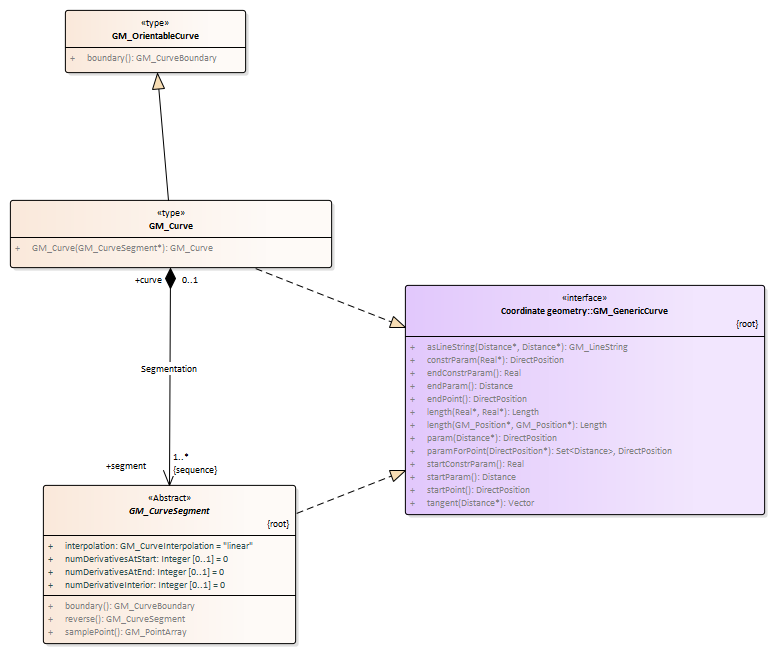 «type»
GM_OrientableCurve
+ boundary(): GM_CurveBoundary
«type»
GM_Curve
+ GM_Curve(GM_CurveSegment*): GM_Curve
+curve 0..1
Segmentation
+segment 1..*
{sequence}
«interface»
Coordinate geometry::GM_GenericCurve
{root}
+ asLineString(Distance*, Distance*): GM_LineString
+ constrParam(Real*): DirectPosition
+ endConstrParam(): Real
+ endParam(): Distance
+ endPoint(): DirectPosition
+ length(Real*, Real*): Length
+ length(GM_Position*, GM_Position*): Length
+ param(Distance*): DirectPosition
+ paramForPoint(DirectPosition*): Set<Distance>, DirectPosition
+ startConstrParam(): Real
+ startParam(): Distance
+ startPoint(): DirectPosition
+ tangent(Distance*): Vector
«Abstract»
GM_CurveSegment
{root}
+ interpolation: GM_CurveInterpolation = "linear"
+ numDerivativesAtStart: Integer [0..1] = 0
+ numDerivativesAtEnd: Integer [0..1] = 0
+ numDerivativeInterior: Integer [0..1] = 0
+ boundary(): GM_CurveBoundary
+ reverse(): GM_CurveSegment
+ samplePoint(): GM_PointArray